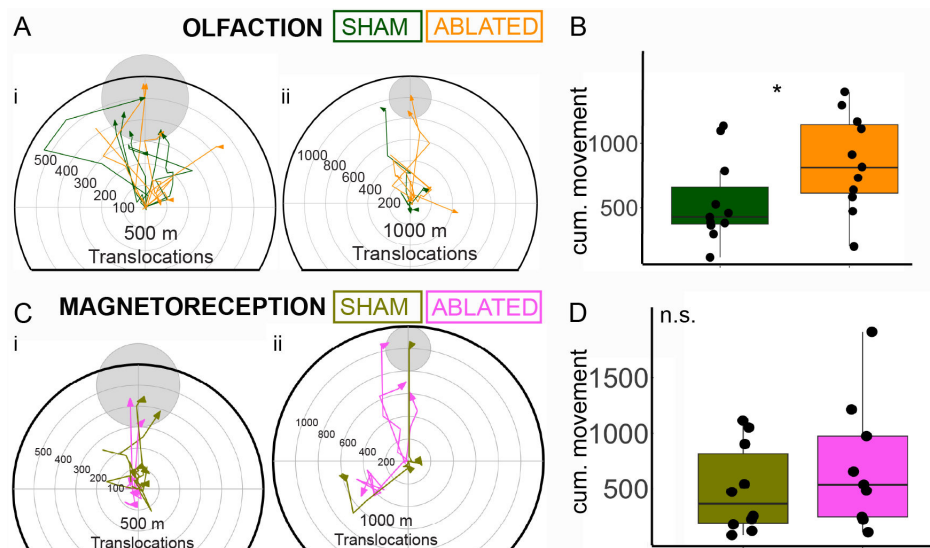 A OLFACTION SHAM ABLATED
i
500
400
300
200
100
500 m
Translocations
ii
1000
800
600
400
200
1000 m
Translocations
B
*
cum. movement
1000
500
C MAGNETORECEPTION SHAM ABLATED
i
500
400
300
200
100
500 m
Translocations
ii
1000
800
600
400
200
1000 m
Translocations
D
n.s.
cum. movement
1500
1000
500